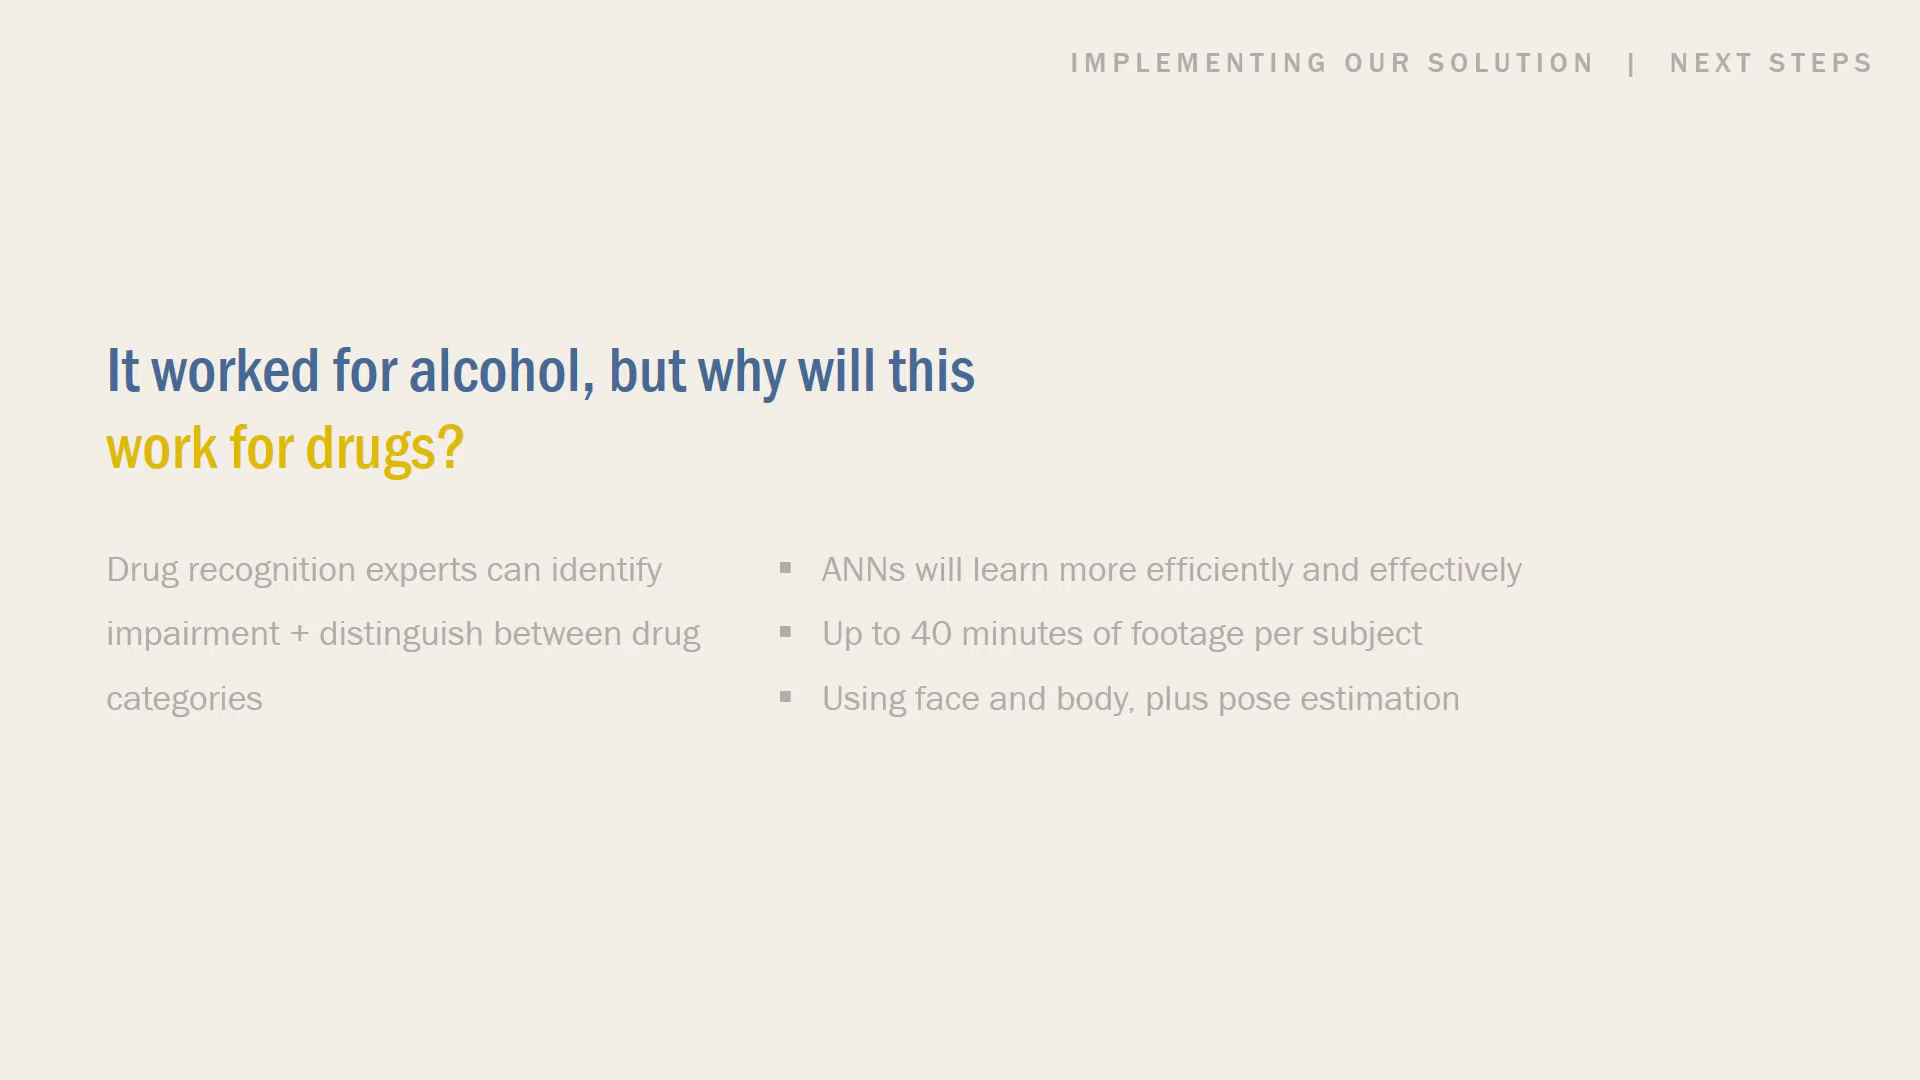 IMPLEMENTING OUR SOLUTION | NEXT STEPS
It worked for alcohol, but why will this
work for drugs?
Drug recognition experts can identify
impairment + distinguish between drug
categories
▪ ANNs will learn more efficiently and effectively
▪ Up to 40 minutes of footage per subject
▪ Using face and body, plus pose estimation